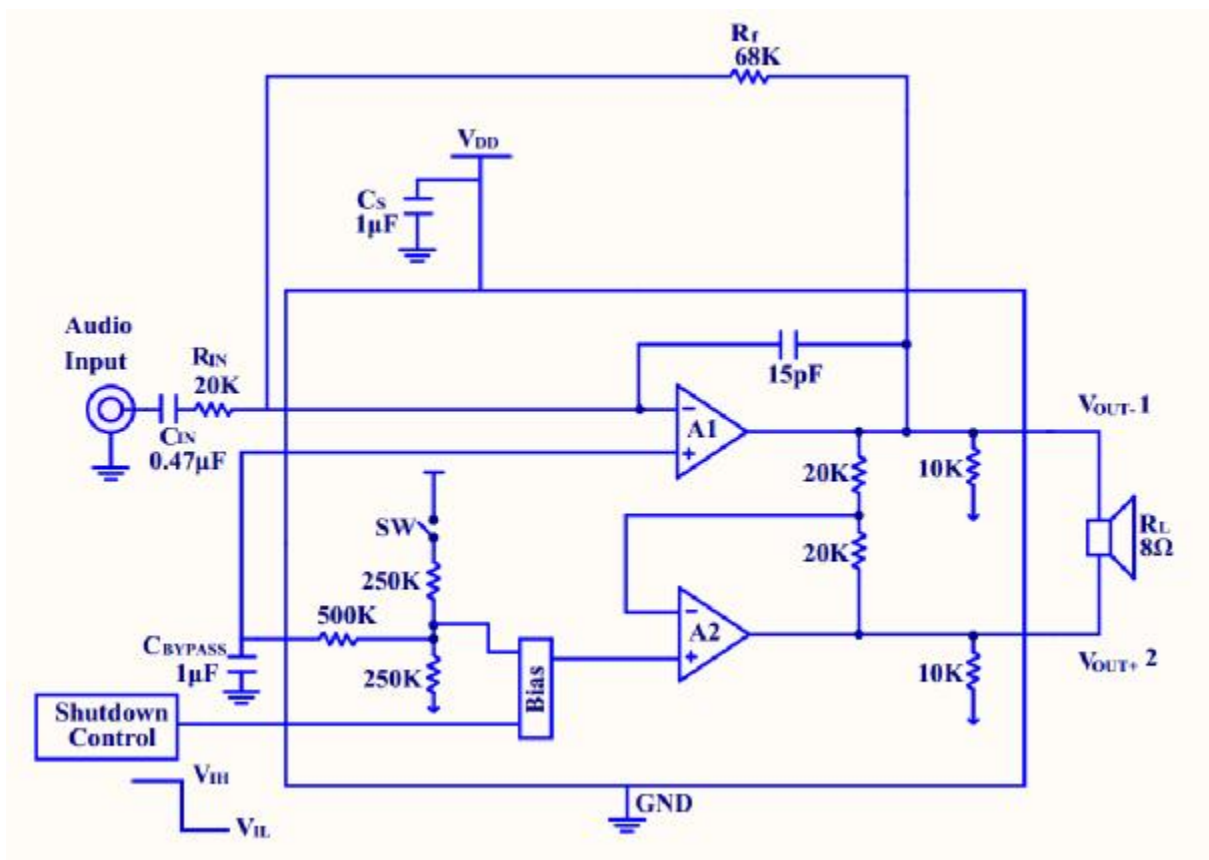 Rf
68K
VDD
CS
1µF
Audio
Input
RIN
20K
CIN
0.47µF
15pF
A1
VOUT- 1
20K
10K
SW
RL
8Ω
20K
250K
500K
A2
CBYPASS
1µF
250K
Bias
10K
VOUT+ 2
Shutdown
Control
VIH
GND
VIL